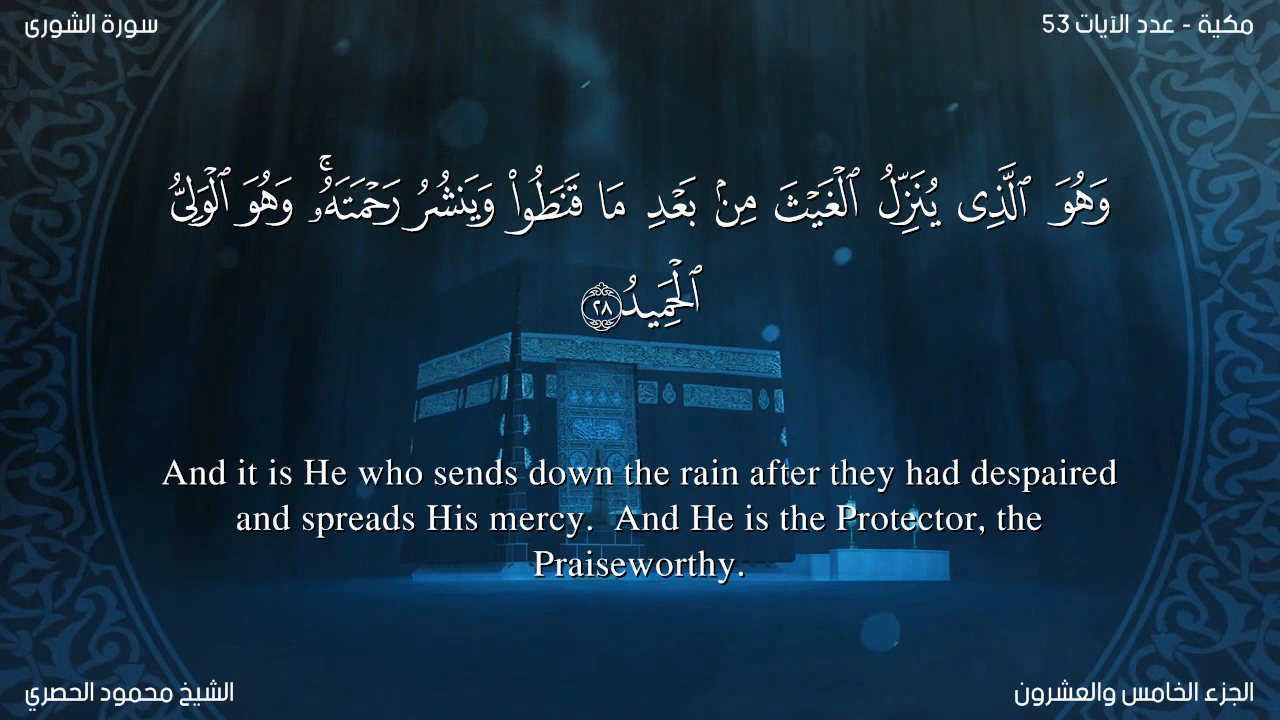 سورة الشورى
مكية - عدد الآيات 53
وَهُوَ ٱلَّذِى يُنَزِّلُ ٱلْغَيْثَ مِنۢ بَعْدِ مَا قَنَطُوا۟ وَيَنشُرُ رَحْمَتَهُۥ ۚ وَهُوَ ٱلْوَلِىُّ
ٱلْحَمِيدُ ٢٨
And it is He who sends down the rain after they had despaired
and spreads His mercy.  And He is the Protector, the
Praiseworthy.
الشيخ محمود الحصري
الجزء الخامس والعشرون